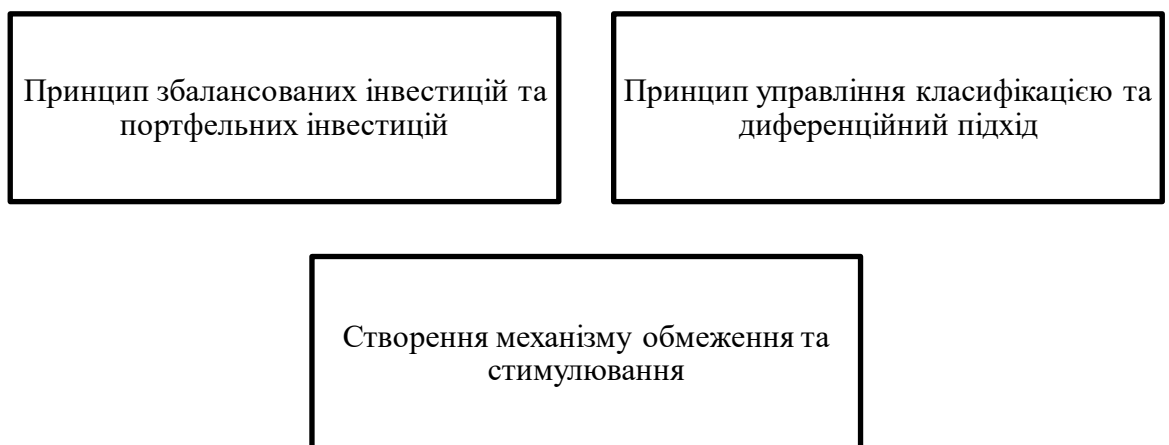 Принцип збалансованих інвестицій та
портфельних інвестицій
Принцип управління класифікацією та
диференційний підхід
Створення механізму обмеження та
стимулювання